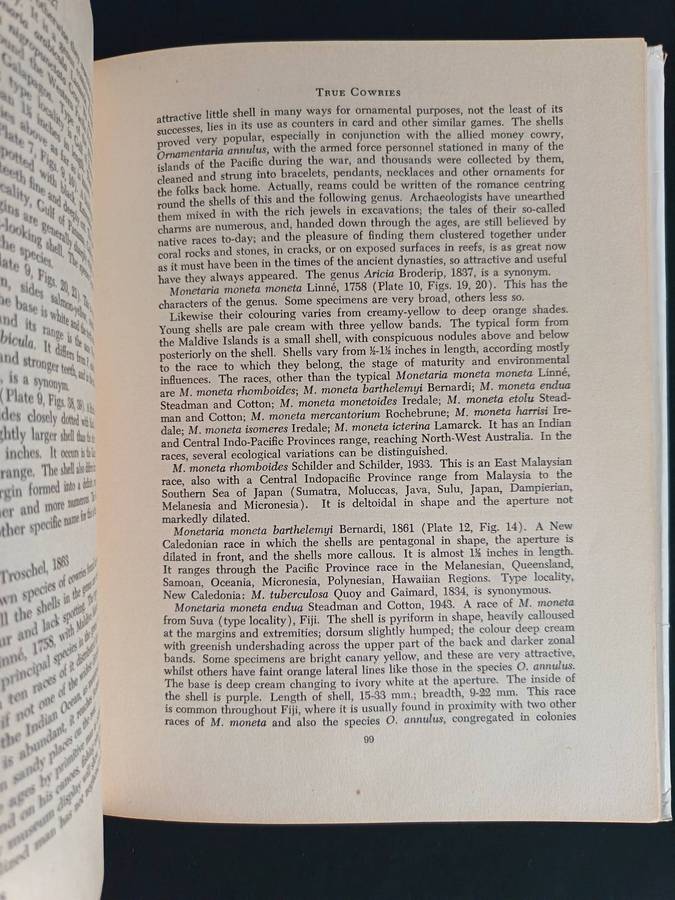 TRUE COWRIES
attractive little shell in many ways for ornamental purposes, not the least of its
successes, lies in its use as counters in card and other similar games. The shells
proved very popular, especially in conjunction with the allied money cowry,
Ornamentaria annulus, with the armed force personnel stationed in many of the
islands of the Pacific during the war, and thousands were collected by them,
cleaned and strung into bracelets, pendants, necklaces and other ornaments for
the folks back home. Actually, reams could be written of the romance centring
round the shells of this and the following genus. Archaeologists have unearthed
them mixed in with the rich jewels in excavations; the tales of their so-called
charms are numerous, and, handed down through the ages, are still believed by
native races to-day; and the pleasure of finding them clustered together under
coral rocks and stones, in cracks, or on exposed surfaces in reefs, is as great now
as it must have been in the times of the ancient dynasties, so attractive and useful
have they always appeared. The genus Aricia Broderip, 1837, is a synonym.
Monetaria moneta moneta Linné, 1758 (Plate 10, Figs. 19, 20). This has the
characters of the genus. Some specimens are very broad, others less so.
Likewise their colouring varies from creamy-yellow to deep orange shades.
Young shells are pale cream with three yellow bands. The typical form from
the Maldive Islands is a small shell, with conspicuous nodules above and below
posteriorly on the shell. Shells vary from ½-1½ inches in length, according mostly
to the race to which they belong, the stage of maturity and environmental
influences. The races, other than the typical Monetaria moneta moneta Linné,
are M. moneta rhomboides; M. moneta barthelemyi Bernardi; M. moneta endua
Steadman and Cotton; M. moneta monetoides Iredale; M. moneta etolu Stead-
man and Cotton; M. moneta mercantorium Rochebrune; M. moneta harrisi Ire-
dale; M. moneta isomeres Iredale; M. moneta icterina Lamarck. It has an Indian
and Central Indo-Pacific Provinces range, reaching North-West Australia. In the
races, several ecological variations can be distinguished.
M. moneta rhomboides Schilder and Schilder, 1933. This is an East Malaysian
race, also with a Central Indopacific Province range from Malaysia to the
Southern Sea of Japan (Sumatra, Moluccas, Java, Sulu, Japan, Dampierian,
Melanesia and Micronesia). It is deltoidal in shape and the aperture not
markedly dilated.
Monetaria moneta barthelemyi Bernardi, 1861 (Plate 12, Fig. 14). A New
Caledonian race in which the shells are pentagonal in shape, the aperture is
dilated in front, and the shells more callous. It is almost 1½ inches in length.
It ranges through the Pacific Province race in the Melanesian, Queensland,
Samoan, Oceania, Micronesia, Polynesian, Hawaiian Regions. Type locality,
New Caledonia: M. tuberculosa Quoy and Gaimard, 1834, is synonymous.
Monetaria moneta endua Steadman and Cotton, 1943. A race of M. moneta
from Suva (type locality), Fiji. The shell is pyriform in shape, heavily calloused
at the margins and extremities; dorsum slightly humped; the colour deep cream
with greenish undershading across the upper part of the back and darker zonal
bands. Some specimens are bright canary yellow, and these are very attractive,
whilst others have faint orange lateral lines like those in the species O. annulus.
The base is deep cream changing to ivory white at the aperture. The inside of
the shell is purple. Length of shell, 15-33 mm.; breadth, 9-22 mm. This race
is common throughout Fiji, where it is usually found in proximity with two other
races of M. moneta and also the species O. annulus, congregated in colonies
99